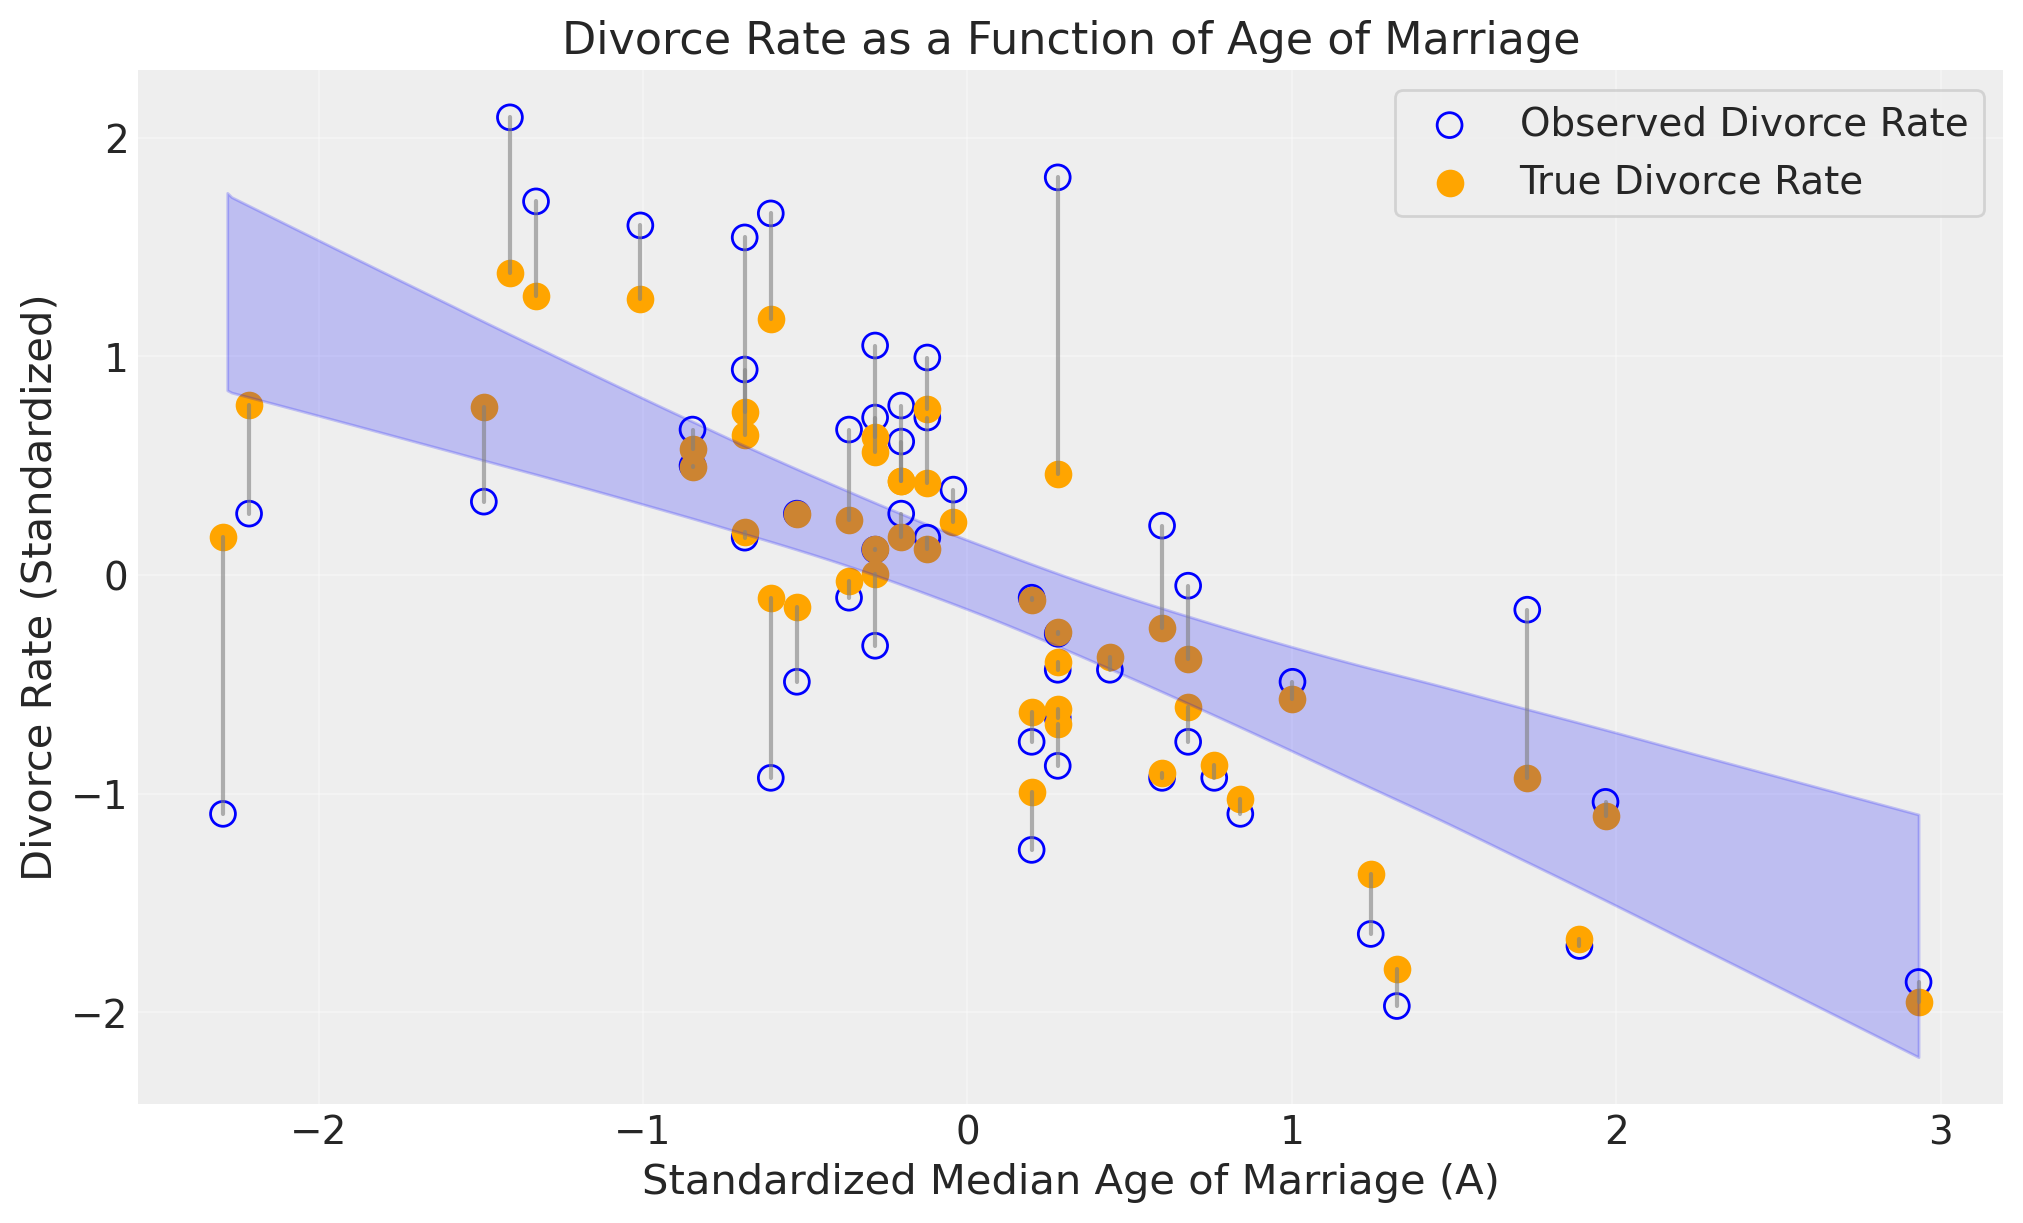 Divorce Rate as a Function of Age of Marriage
Observed Divorce Rate
True Divorce Rate
Divorce Rate (Standardized)
2
1
0
−1
−2
−2
−1
0
1
2
3
Standardized Median Age of Marriage (A)